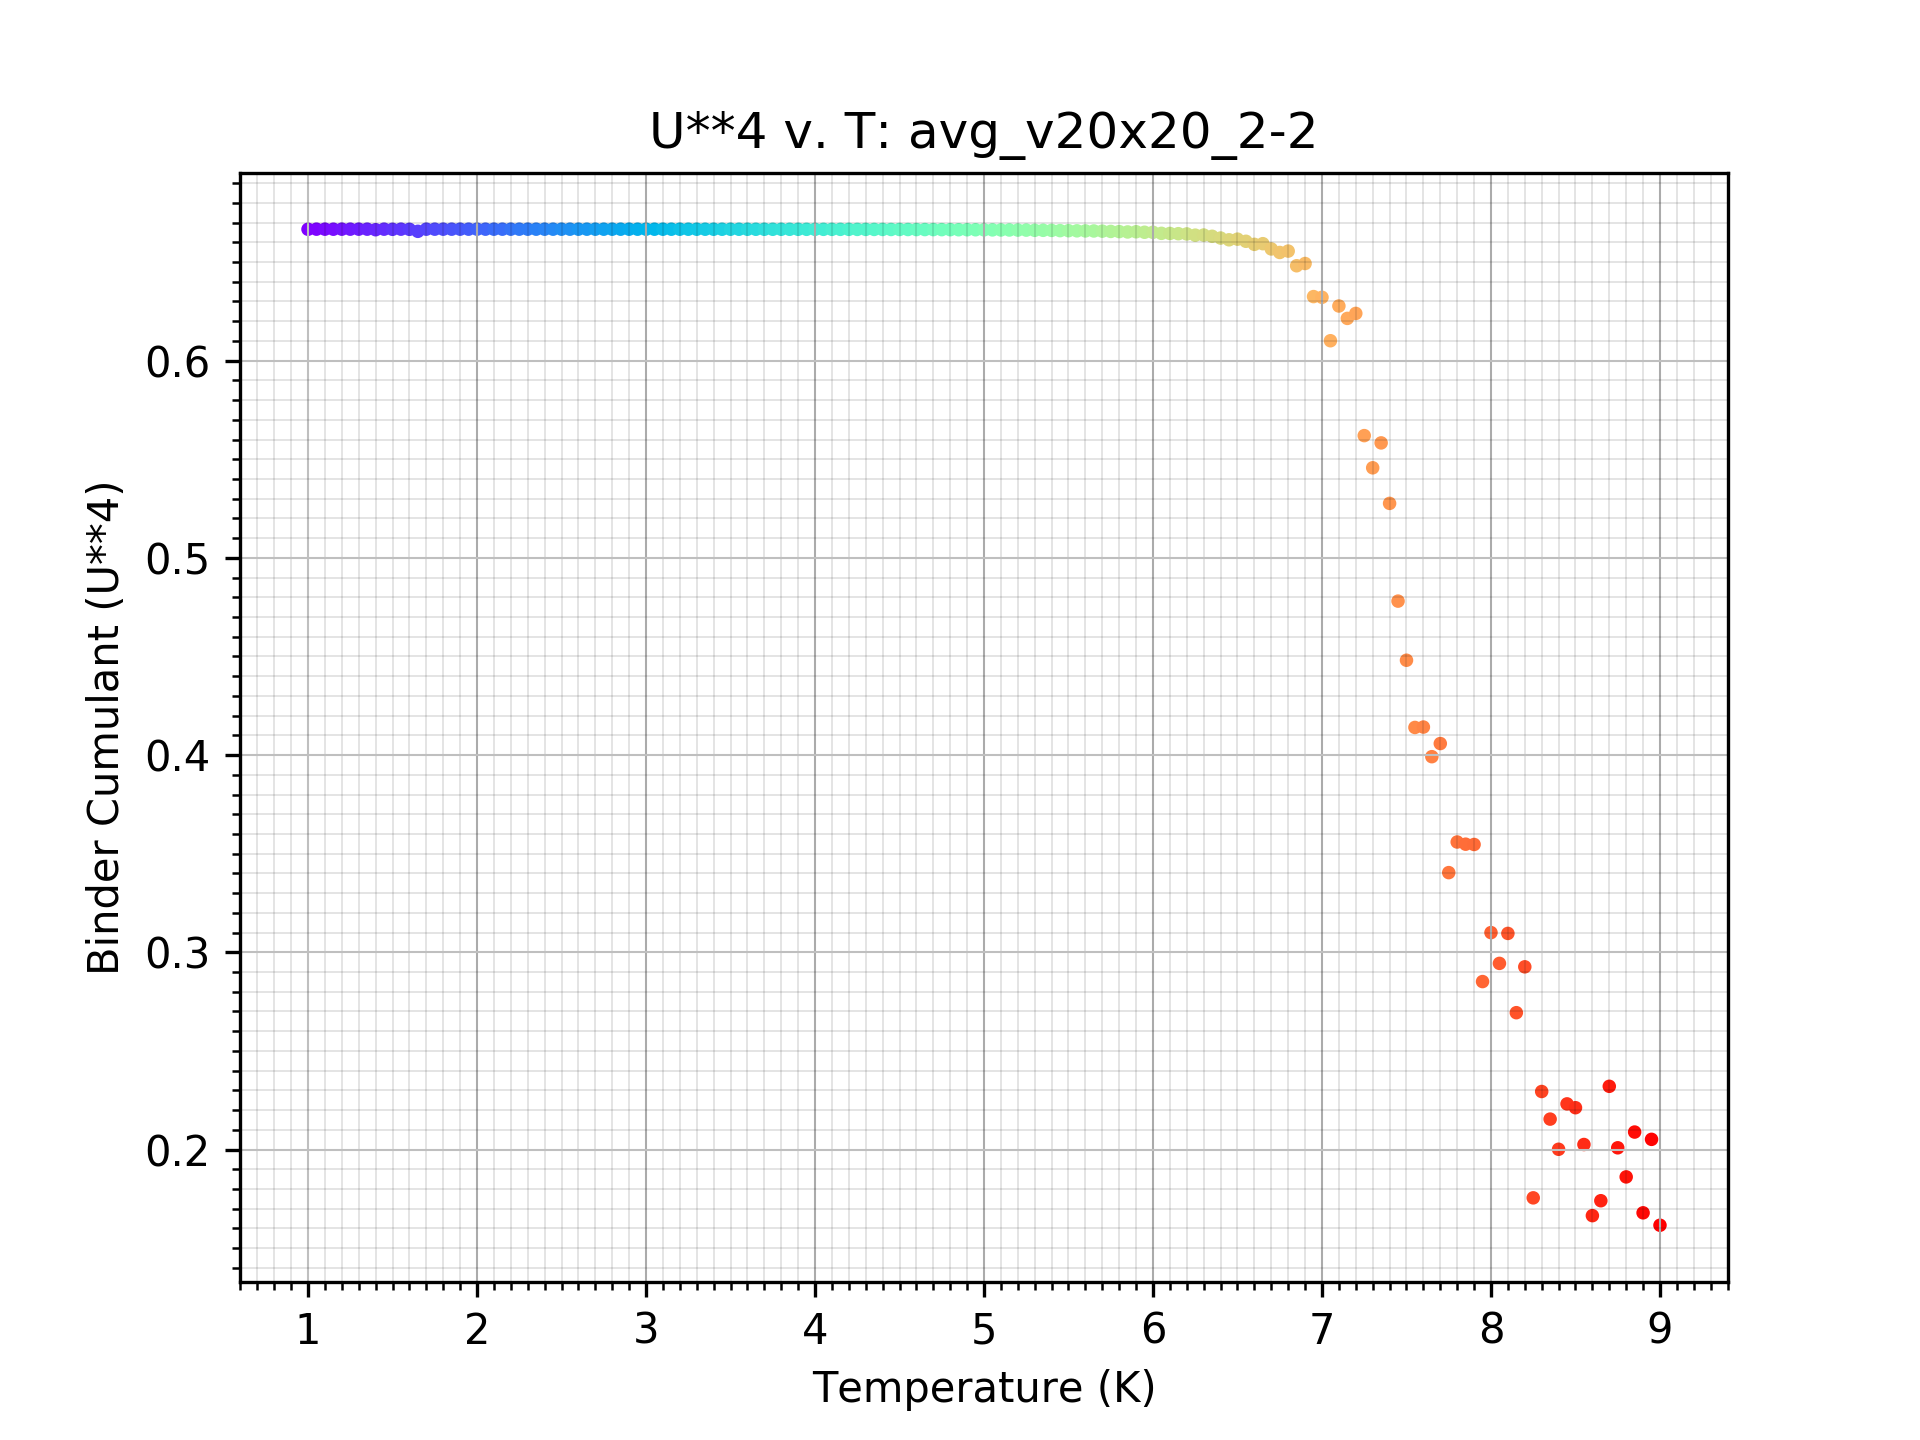 U**4 v. T: avg_v20x20_2-2
Binder Cumulant (U**4)
0.6
0.5
0.4
0.3
0.2
1 2 3 4 5 6 7 8 9
Temperature (K)